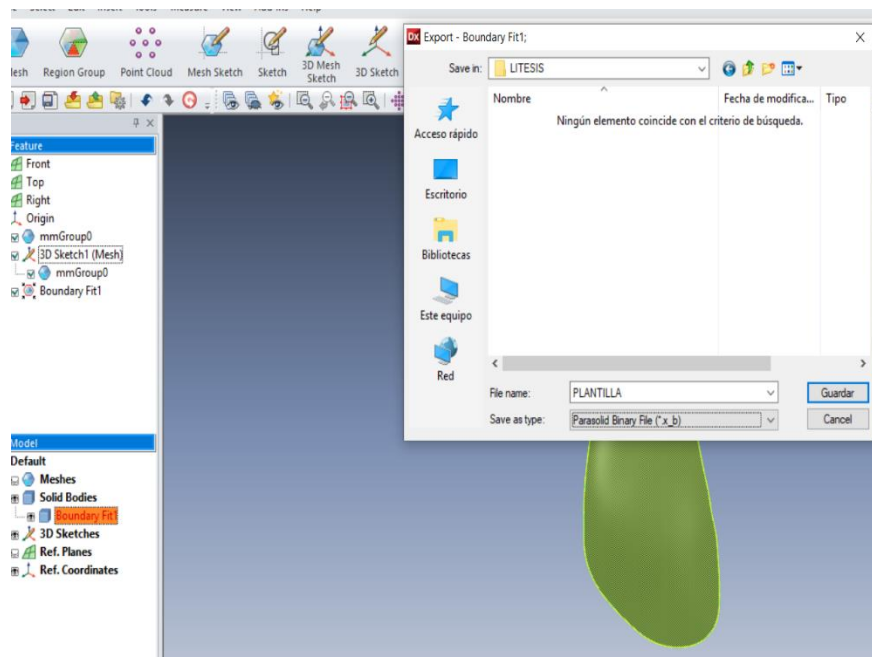 Mesh Sketch
Region Group
Point Cloud
Sketch
3D Mesh
Sketch
3D Sketch
Feature
Front
Top
Right
Origin
mmGroup0
3D Sketch1 (Mesh)
mmGroup0
Boundary Fit1
Model
Default
Meshes
Solid Bodies
Boundary Fit1
3D Sketches
Ref. Planes
Ref. Coordinates
Dx Export - Boundary Fit1;
Save in: LITESIS
Nombre Fecha de modifica... Tipo
Ningún elemento coincide con el criterio de búsqueda.
Acceso rápido
Escritorio
Bibliotecas
Este equipo
Red
File name: PLANTILLA Guardar
Save as type: Parasolid Binary File (*.x_b) Cancel